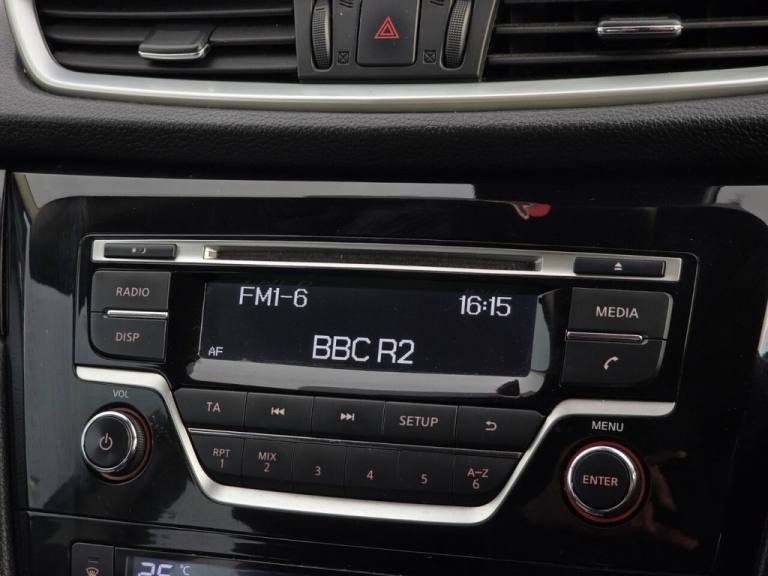 RADIO
DISP
FM1-6 16:15
AF BBC R2
MEDIA
VOL
TA
SETUP
MENU
RPT
1
MIX
2
3
4
5
A-Z
6
ENTER
25 °C